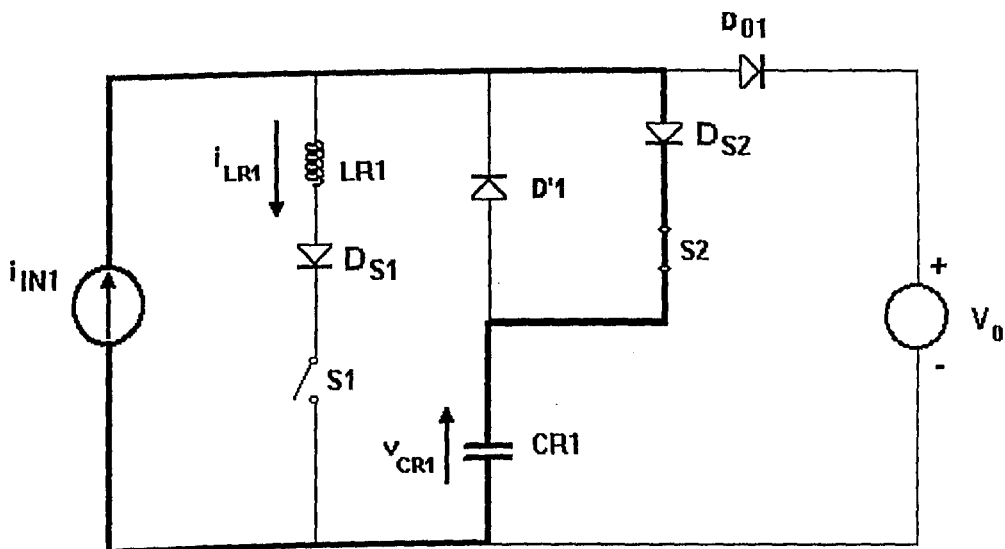 D01
iLR1
LR1
D'1
DS2
DS1
S2
iIN1
+
V0
-
S1
vCR1
CR1